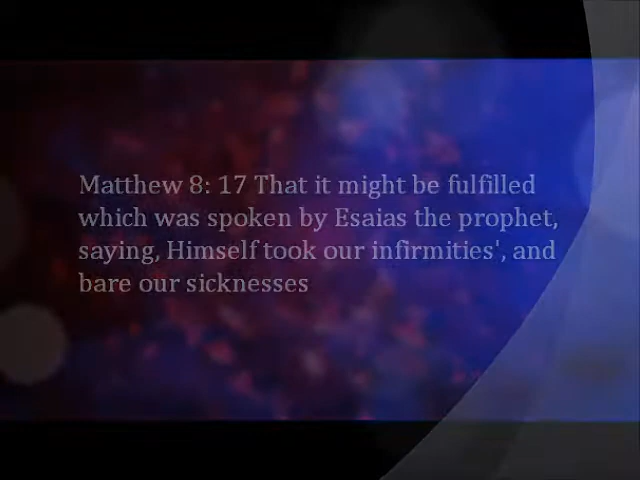 Matthew 8: 17 That it might be fulfilled
which was spoken by Esaias the prophet,
saying, Himself took our infirmities', and
bare our sicknesses